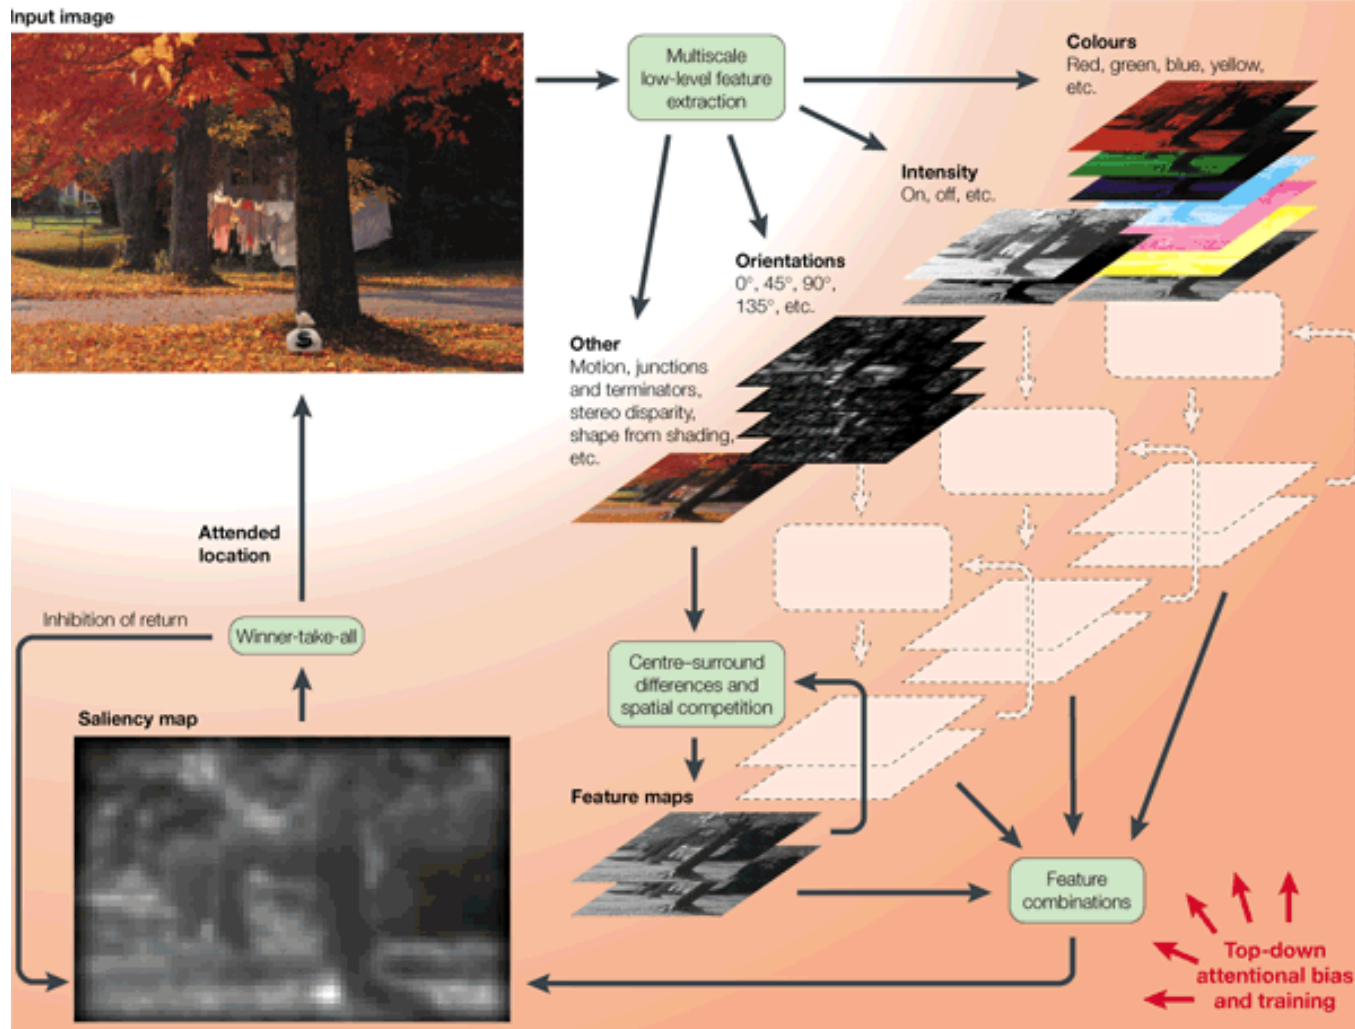 Input image
Multiscale
low-level feature
extraction
Colours
Red, green, blue, yellow,
etc.
Intensity
On, off, etc.
Orientations
0°, 45°, 90°,
135°, etc.
Other
Motion, junctions
and terminators,
stereo disparity,
shape from shading,
etc.
S
Attended
location
Inhibition of return
Winner-take-all
Centre–surround
differences and
spatial competition
Saliency map
Feature maps
Feature
combinations
Top-down
attentional bias
and training